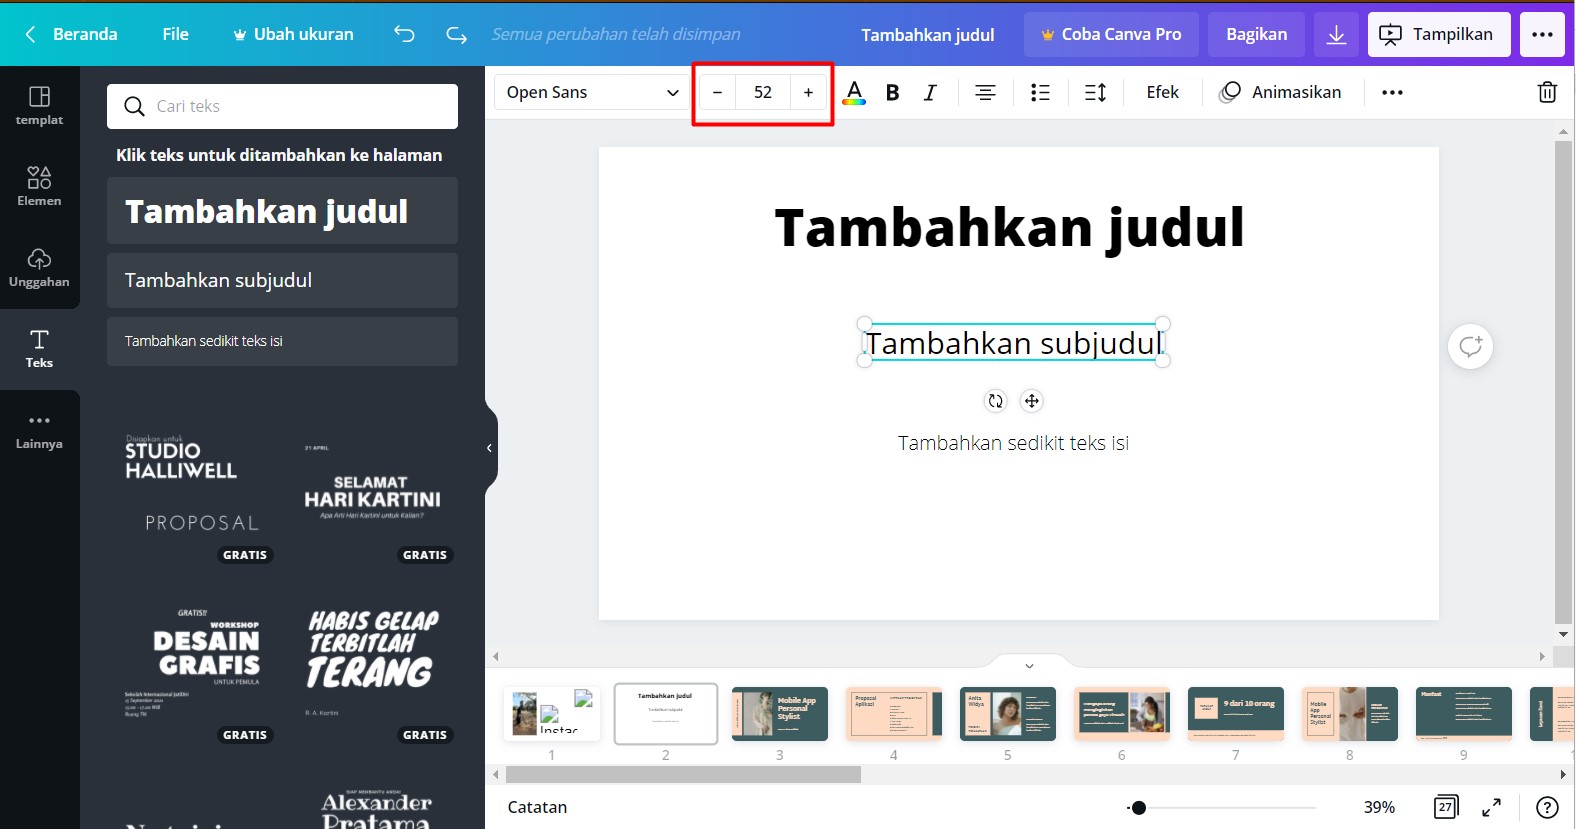 Beranda File Ubah ukuran Semua perubahan telah disimpan Tambahkan judul Coba Canva Pro Bagikan Tampilkan
templat
Elemen
Unggahan
Teks
Lainnya
Cari teks
Klik teks untuk ditambahkan ke halaman
Tambahkan judul
Tambahkan subjudul
Tambahkan sedikit teks isi
Disiapkan untuk
STUDIO
HALLIWELL
PROPOSAL
GRATIS
21 APRIL
SELAMAT
HARI KARTINI
Apa Arti Hari Kartini untuk Kalian?
GRATIS
GRATIS!!
WORKSHOP
DESAIN
GRAFIS
UNTUK PEMULA
GRATIS
HABIS GELAP
TERBITLAH
TERANG
R. A. Kartini
GRATIS
Alexander
Pratama
Open Sans − 52 + A B I Efek Animasikan
Tambahkan judul
Tambahkan subjudul
Tambahkan sedikit teks isi
Tambahkan judul
Mobile App
Personal
Stylist
Proposal
Aplikasi
Anita
Widya
9 dari 10 orang
Mobile
App
Personal
Stylist
Manfaat
1 2 3 4 5 6 7 8 9
Catatan 39% 27 ?